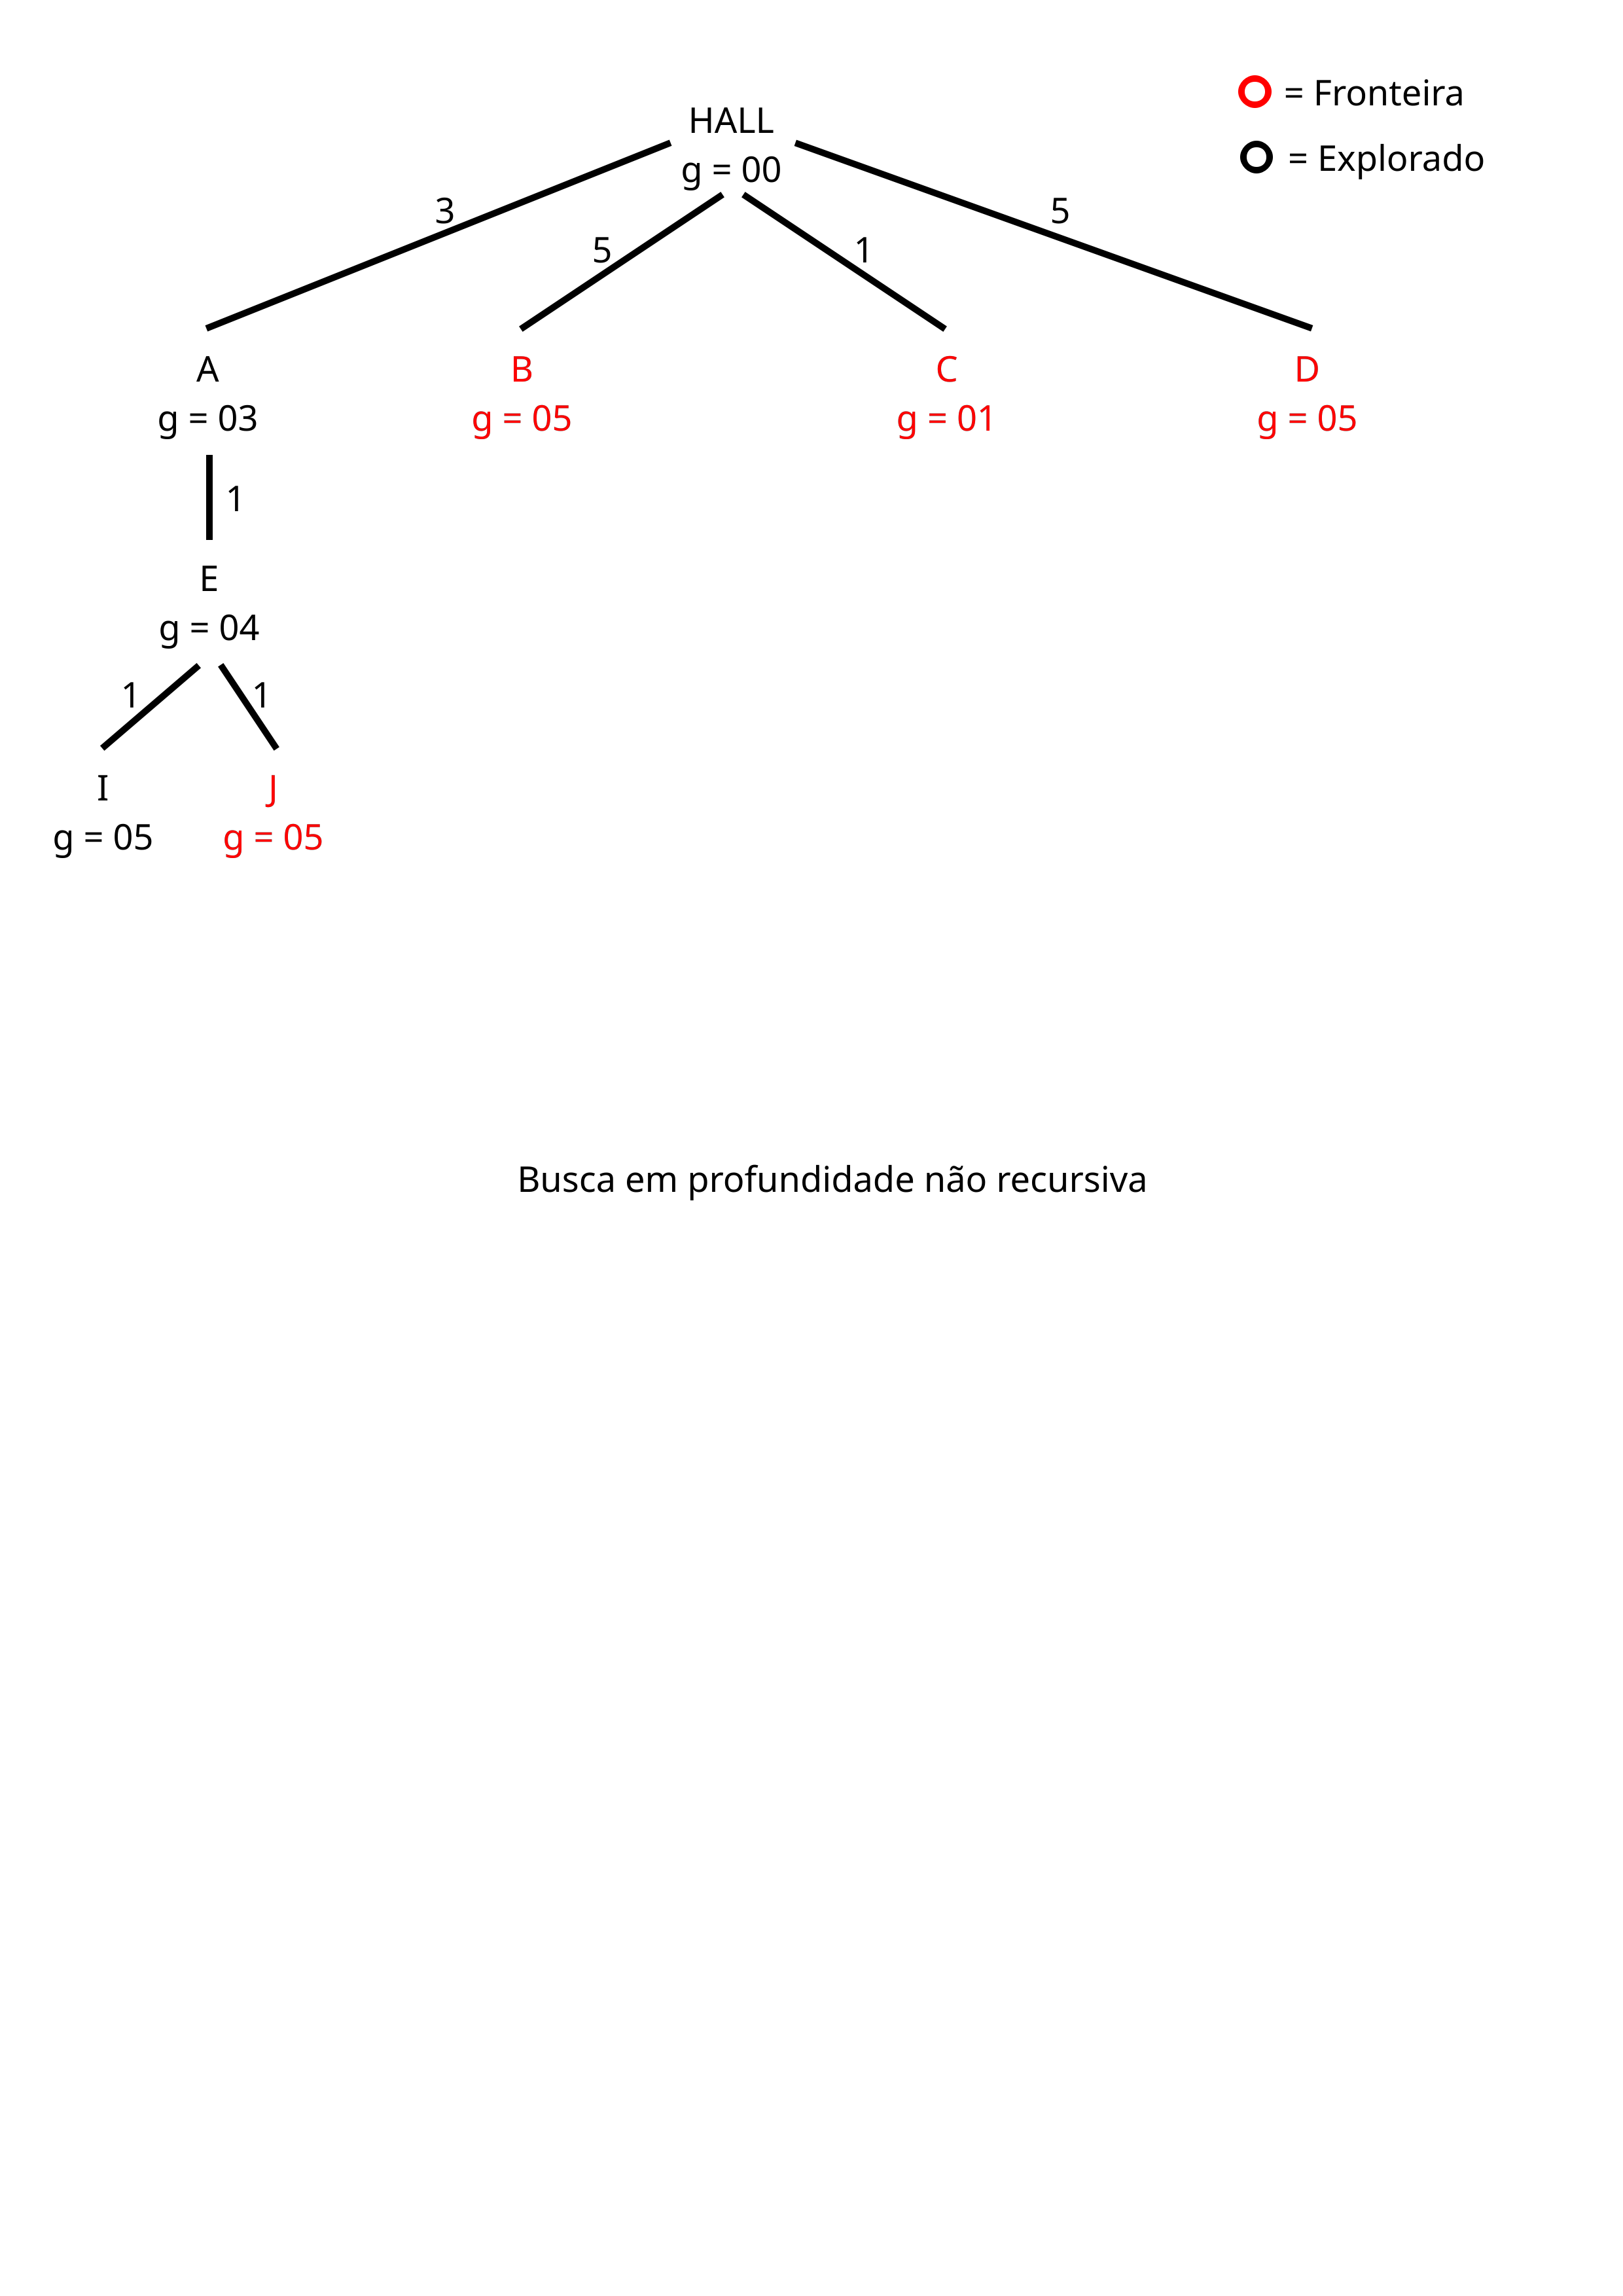 = Fronteira
HALL
= Explorado
g = 00
3
5
5
1
A
B
C
D
g = 03
g = 05
g = 01
g = 05
1
E
g = 04
1
1
I
J
g = 05
g = 05
Busca em profundidade não recursiva